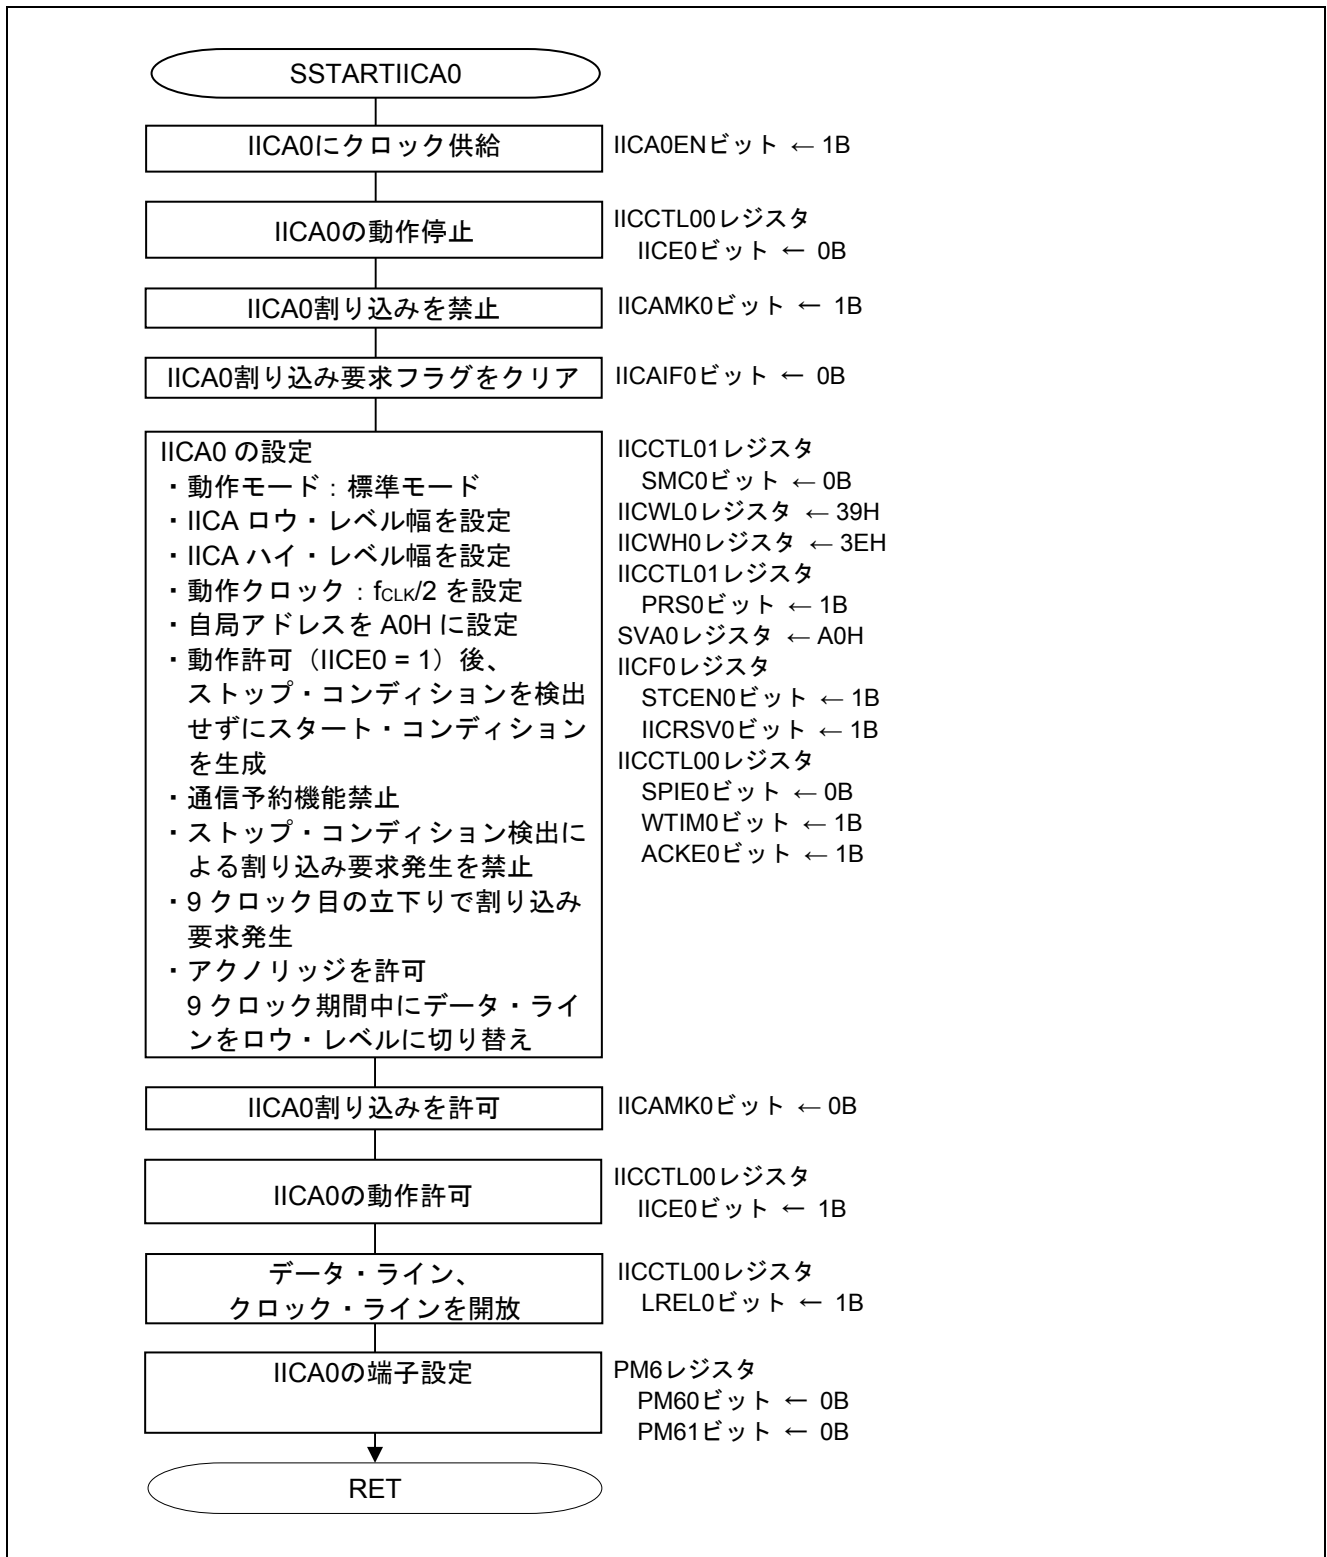 SSTARTIICA0
IICA0にクロック供給
IICA0ENビット ← 1B
IICA0の動作停止
IICCTL00レジスタ
IICE0ビット ← 0B
IICA0割り込みを禁止
IICAMK0ビット ← 1B
IICA0割り込み要求フラグをクリア
IICAIF0ビット ← 0B
IICA0 の設定
・動作モード：標準モード
・IICA ロウ・レベル幅を設定
・IICA ハイ・レベル幅を設定
・動作クロック：fCLK/2 を設定
・自局アドレスを A0H に設定
・動作許可（IICE0 = 1）後、
ストップ・コンディションを検出
せずにスタート・コンディション
を生成
・通信予約機能禁止
・ストップ・コンディション検出に
よる割り込み要求発生を禁止
・9 クロック目の立下りで割り込み
要求発生
・アクノリッジを許可
9 クロック期間中にデータ・ライ
ンをロウ・レベルに切り替え
IICCTL01レジスタ
SMC0ビット ← 0B
IICWL0レジスタ ← 39H
IICWH0レジスタ ← 3EH
IICCTL01レジスタ
PRS0ビット ← 1B
SVA0レジスタ ← A0H
IICF0レジスタ
STCEN0ビット ← 1B
IICRSV0ビット ← 1B
IICCTL00レジスタ
SPIE0ビット ← 0B
WTIM0ビット ← 1B
ACKE0ビット ← 1B
IICA0割り込みを許可
IICAMK0ビット ← 0B
IICA0の動作許可
IICCTL00レジスタ
IICE0ビット ← 1B
データ・ライン、
クロック・ラインを開放
IICCTL00レジスタ
LREL0ビット ← 1B
IICA0の端子設定
PM6レジスタ
PM60ビット ← 0B
PM61ビット ← 0B
RET